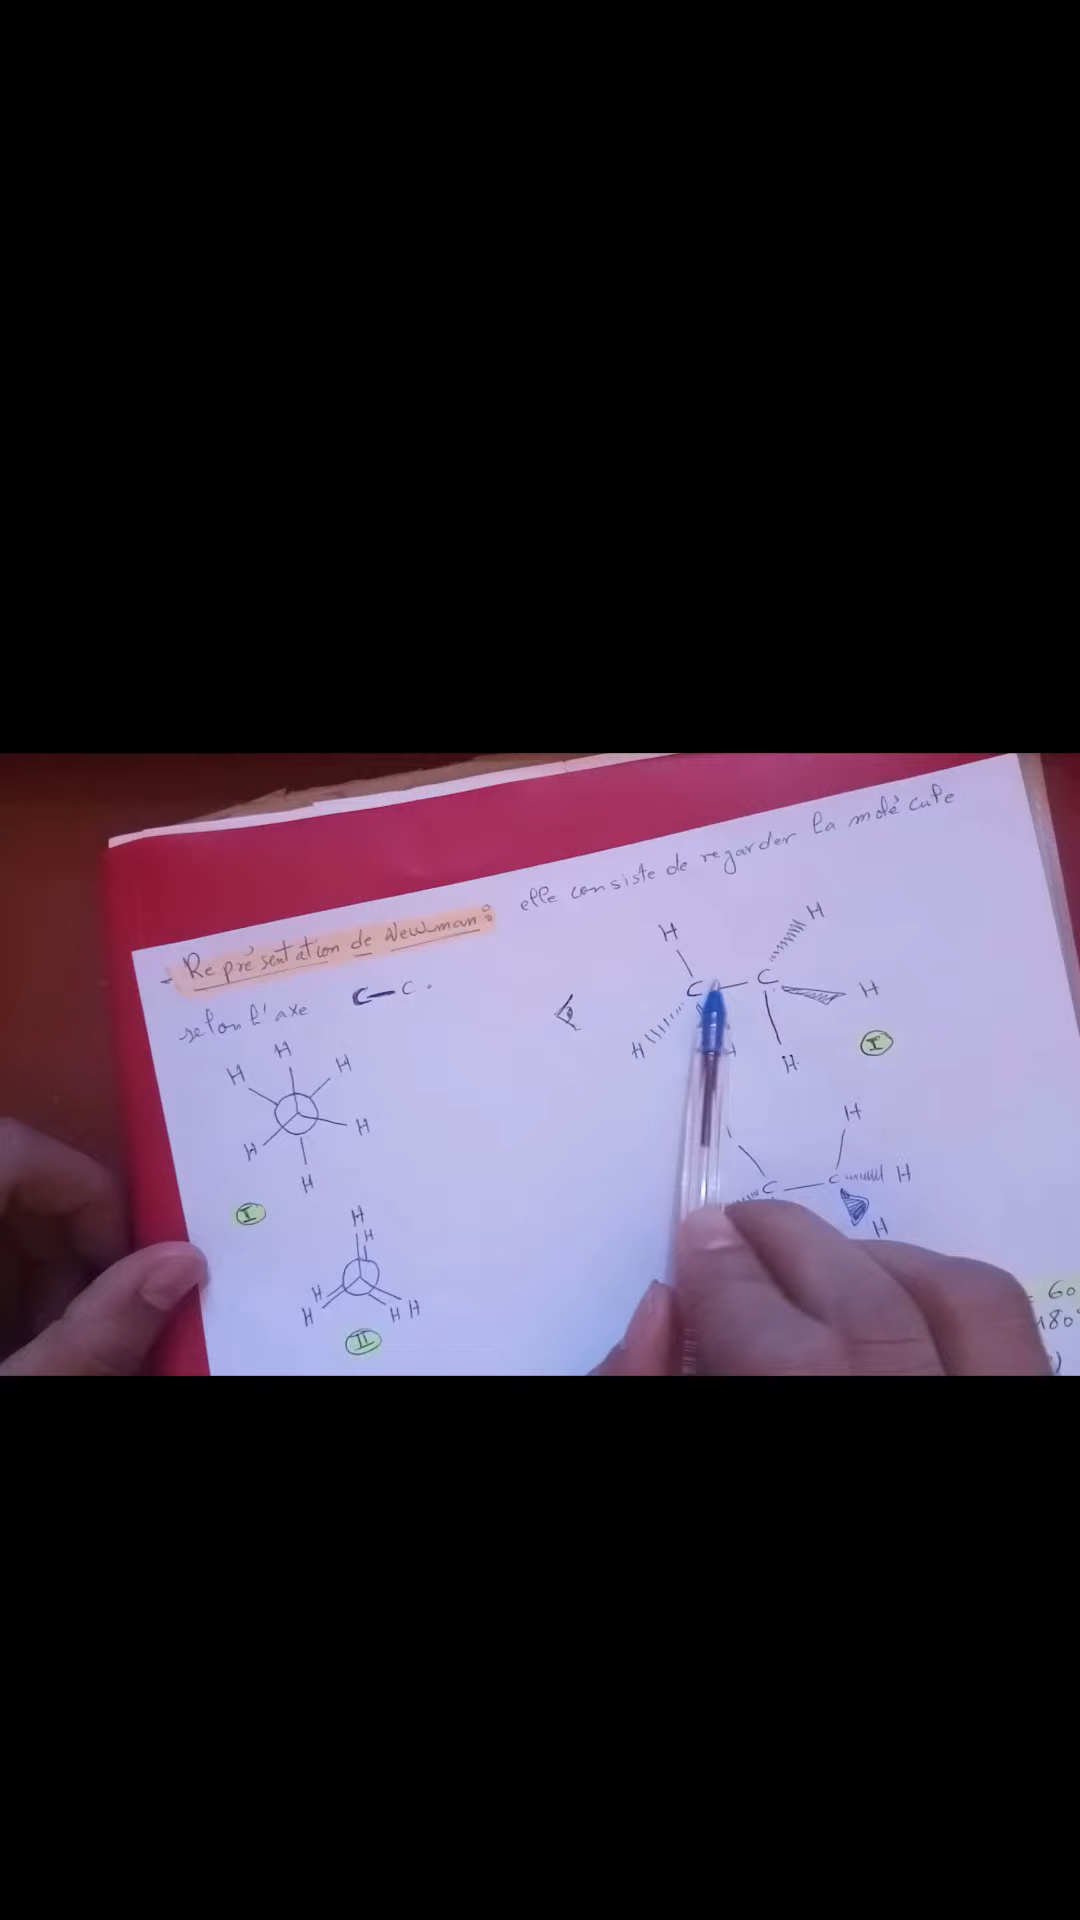 elle consiste de regarder la molécule
- Représentation de Newman :
selon l'axe C-C.
H
H
H
H
H
H
I
H
H
H
H
H
H
II
H
H
C - C
H
H
H
H
I
H
C - C
H
H
= 60
180°